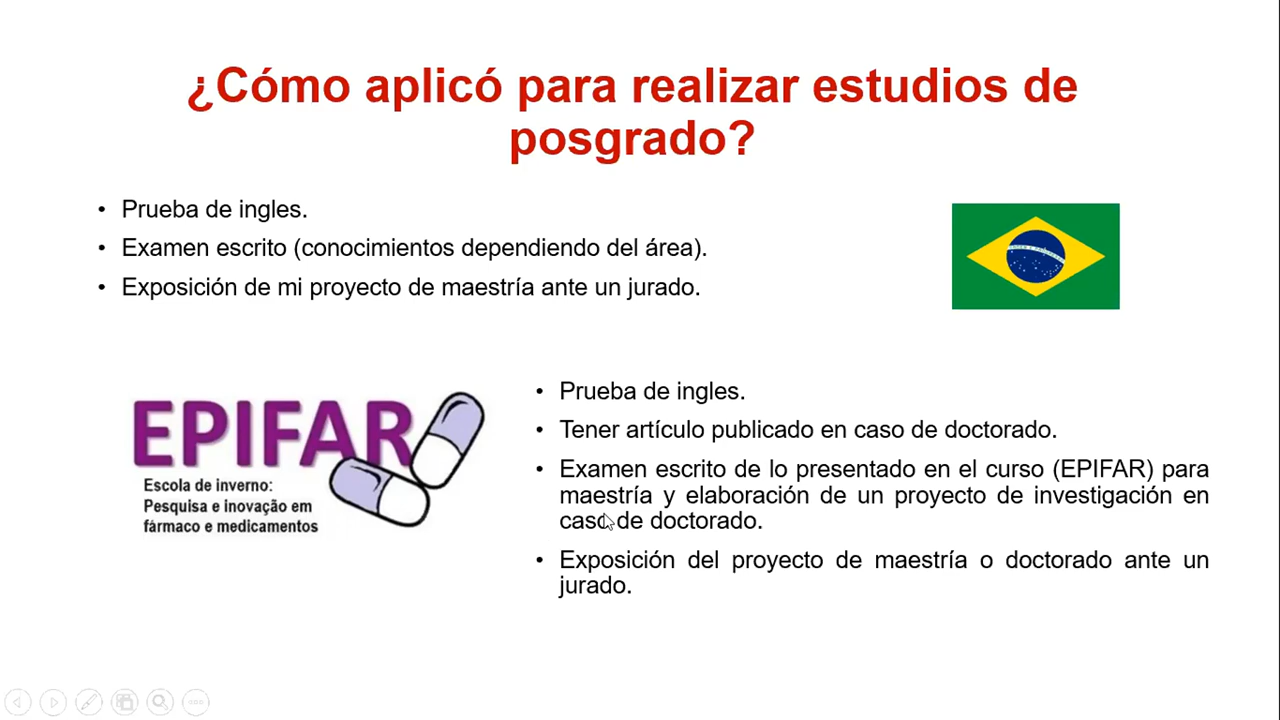 ¿Cómo aplicó para realizar estudios de
posgrado?
• Prueba de ingles.
• Examen escrito (conocimientos dependiendo del área).
• Exposición de mi proyecto de maestría ante un jurado.
EPIFAR
Escola de inverno:
Pesquisa e inovação em
fármaco e medicamentos
• Prueba de ingles.
• Tener artículo publicado en caso de doctorado.
• Examen escrito de lo presentado en el curso (EPIFAR) para
maestría y elaboración de un proyecto de investigación en
caso de doctorado.
• Exposición del proyecto de maestría o doctorado ante un
jurado.